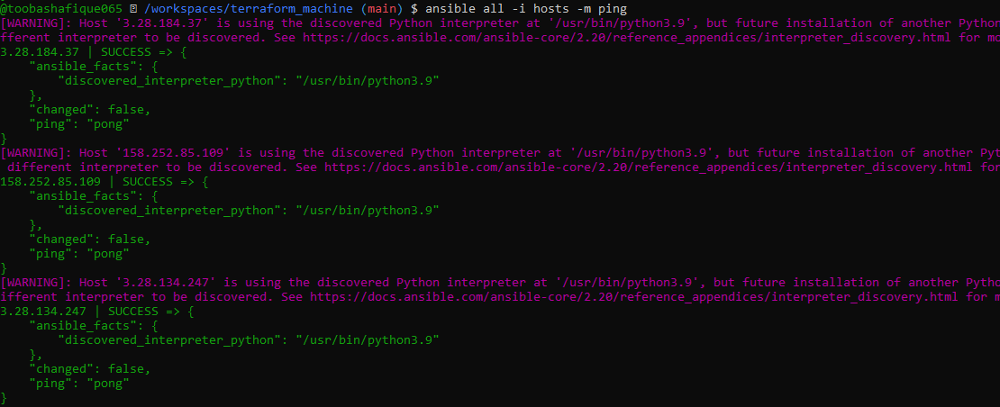 @toobashafique065 /workspaces/terraform_machine (main) $ ansible all -i hosts -m ping
[WARNING]: Host '3.28.184.37' is using the discovered Python interpreter at '/usr/bin/python3.9', but future installation of another Python
fferent interpreter to be discovered. See https://docs.ansible.com/ansible-core/2.20/reference_appendices/interpreter_discovery.html for mo
3.28.184.37 | SUCCESS => {
    "ansible_facts": {
        "discovered_interpreter_python": "/usr/bin/python3.9"
    },
    "changed": false,
    "ping": "pong"
}
[WARNING]: Host '158.252.85.109' is using the discovered Python interpreter at '/usr/bin/python3.9', but future installation of another Pyt
 different interpreter to be discovered. See https://docs.ansible.com/ansible-core/2.20/reference_appendices/interpreter_discovery.html for
158.252.85.109 | SUCCESS => {
    "ansible_facts": {
        "discovered_interpreter_python": "/usr/bin/python3.9"
    },
    "changed": false,
    "ping": "pong"
}
[WARNING]: Host '3.28.134.247' is using the discovered Python interpreter at '/usr/bin/python3.9', but future installation of another Pytho
ifferent interpreter to be discovered. See https://docs.ansible.com/ansible-core/2.20/reference_appendices/interpreter_discovery.html for m
3.28.134.247 | SUCCESS => {
    "ansible_facts": {
        "discovered_interpreter_python": "/usr/bin/python3.9"
    },
    "changed": false,
    "ping": "pong"
}